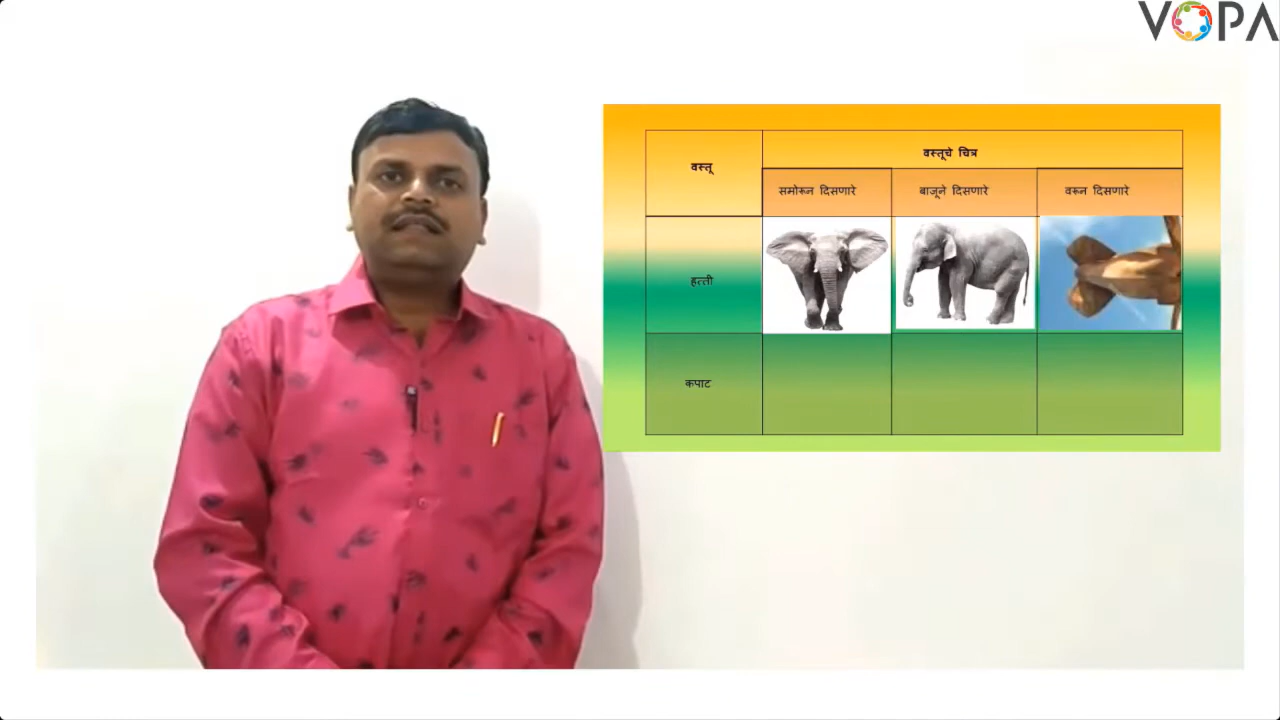 VOPA
वस्तू
वस्तूचे चित्र
समोरून दिसणारे
बाजूने दिसणारे
वरून दिसणारे
हत्ती
कपाट